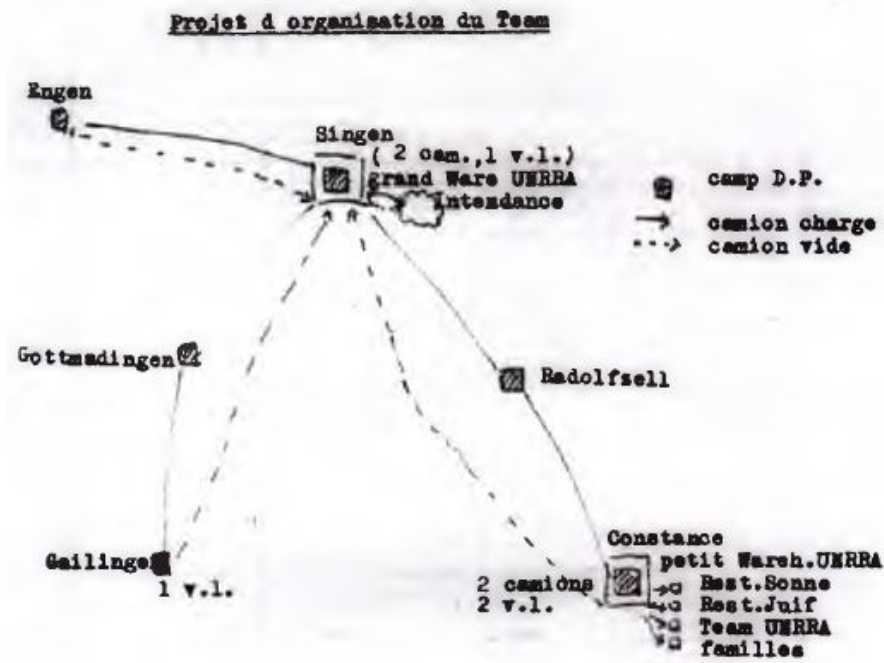 Projet d organisation du Team
Engen
Singen
( 2 cam.,1 v.l.)
grand Ware UNRRA
Intendance
camp D.P.
camion charge
camion vide
Gottmadingen
Radolfzell
Gailingen
1 v.l.
Constance
petit Wareh.UNRRA
2 camions
2 v.l.
Rest.Sonne
Rest.Juif
Team UNRRA
familles